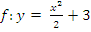 f: y = x²/2 + 3